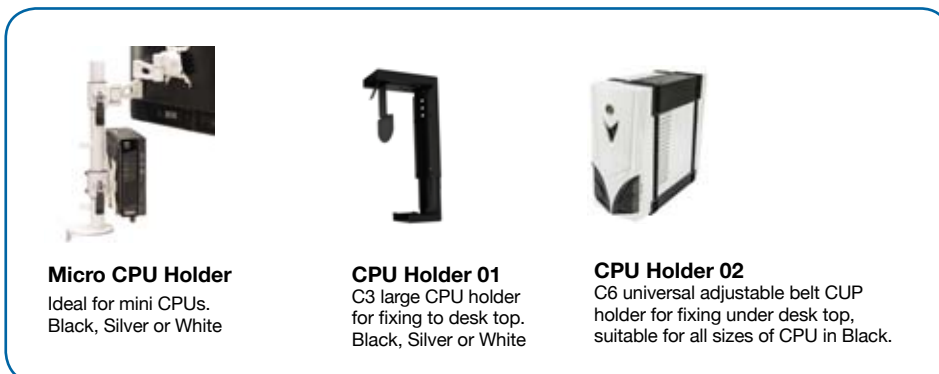 Micro CPU Holder
Ideal for mini CPUs.
Black, Silver or White
CPU Holder 01
C3 large CPU holder
for fixing to desk top.
Black, Silver or White
CPU Holder 02
C6 universal adjustable belt CUP
holder for fixing under desk top,
suitable for all sizes of CPU in Black.